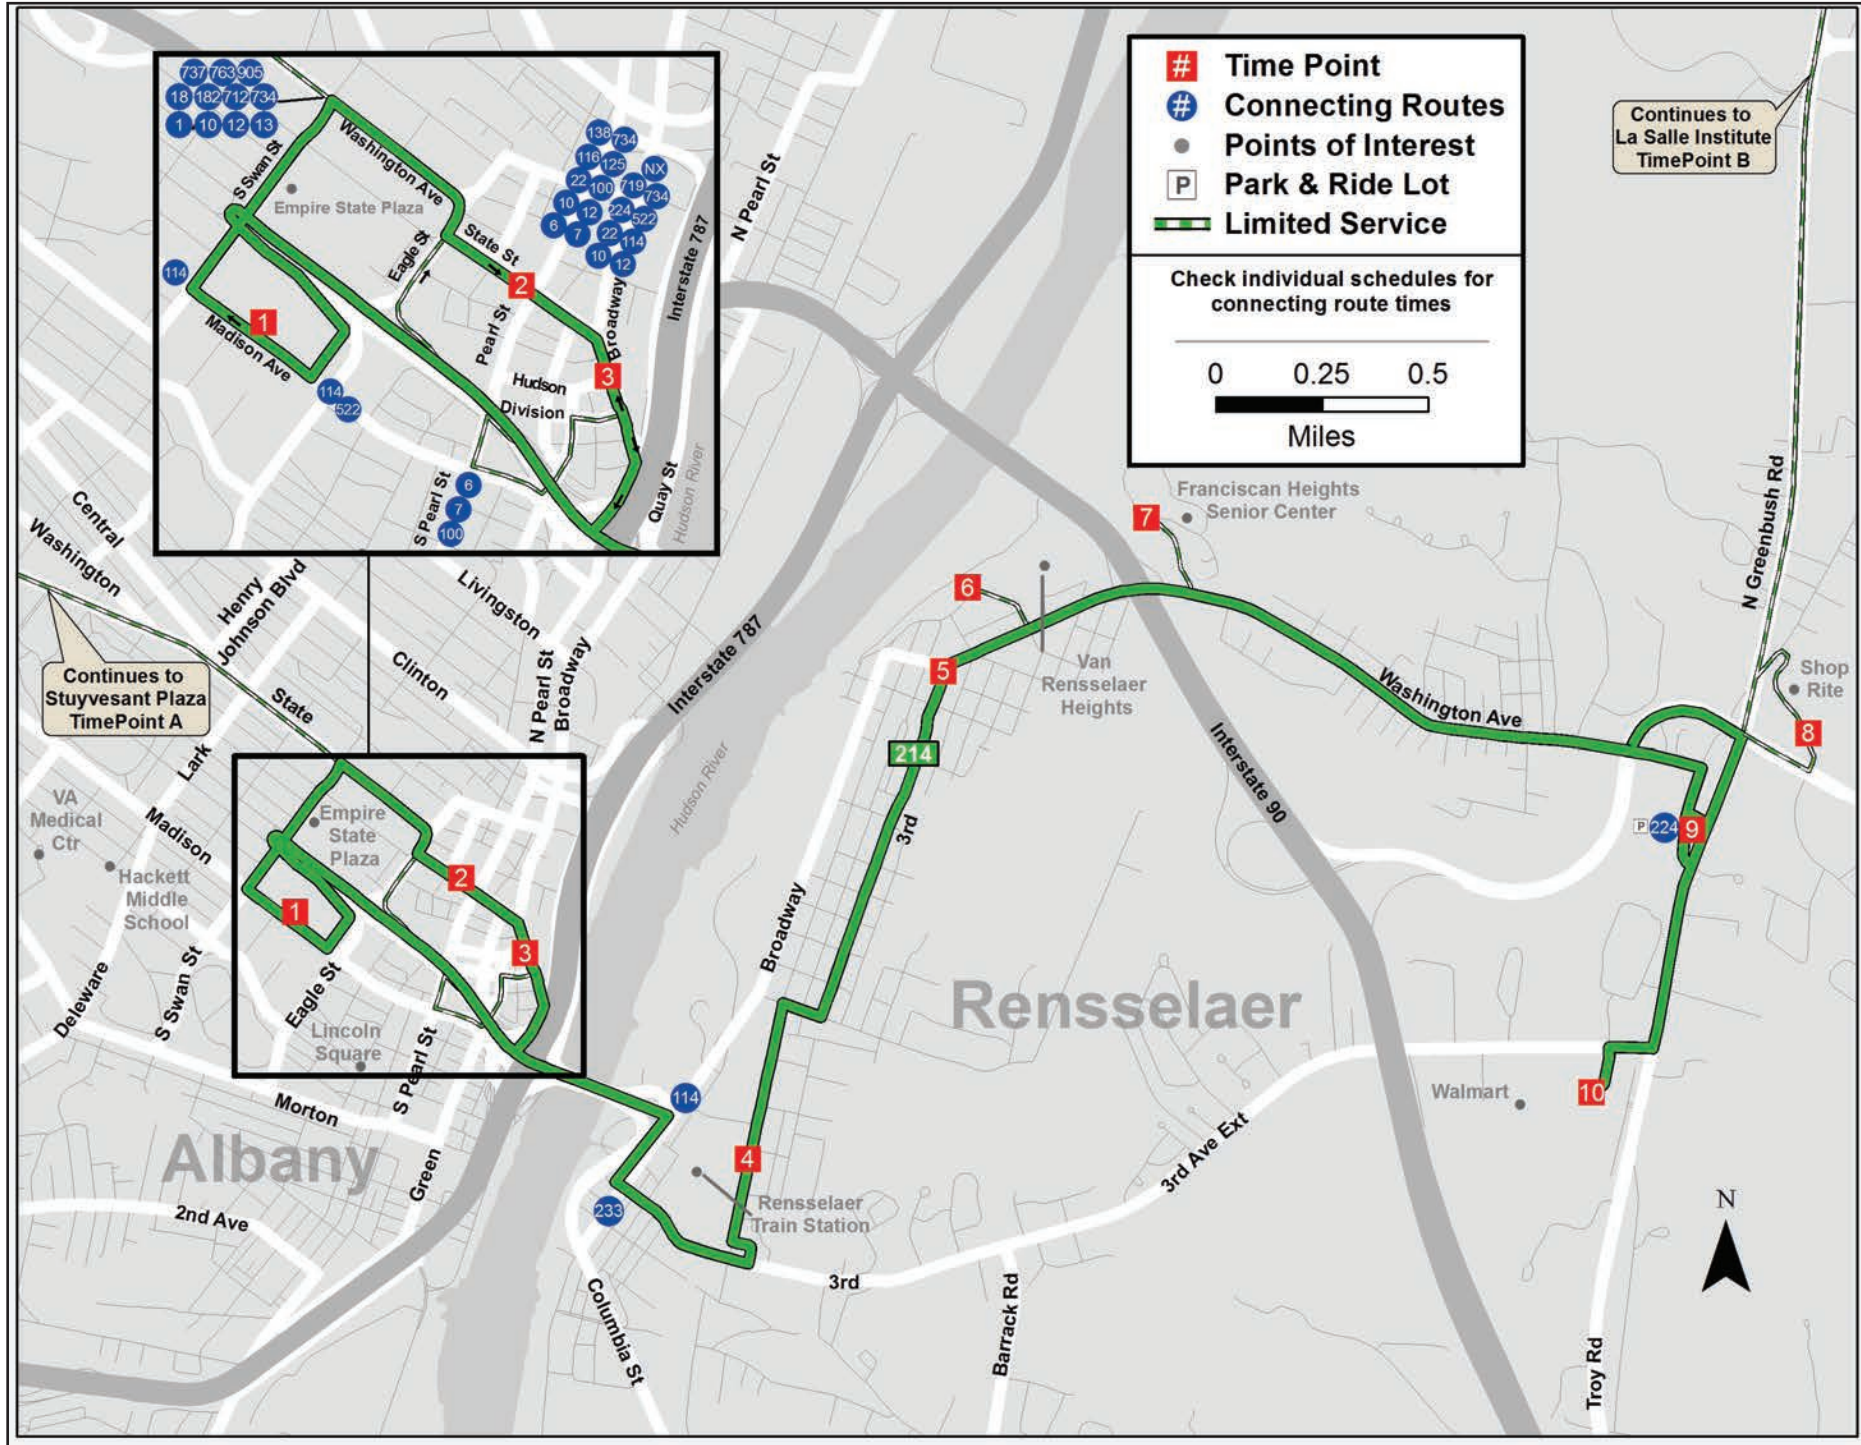 737 763 905
18 182 712 734
1 10 12 13
S Swan St
Washington Ave
Empire State Plaza
114
Madison Ave
1
114
522
Eagle St
State St
2
Pearl St
138 734
116 125 NX
22 100 719 734
10 12 224 522
6 7 22 114
10 12
Broadway
3
Hudson
Division
Interstate 787
Quay St
Hudson River
S Pearl St
6
7
100
N Pearl St
# Time Point
# Connecting Routes
Points of Interest
P Park & Ride Lot
Limited Service
Check individual schedules for
connecting route times
0 0.25 0.5
Miles
Continues to
La Salle Institute
TimePoint B
N Greenbush Rd
Central
Washington
Henry
Johnson Blvd
Livingston
Clinton
N Pearl St
Broadway
Interstate 787
Hudson River
Continues to
Stuyvesant Plaza
TimePoint A
State
Lark
Madison
VA
Medical
Ctr
Hackett
Middle
School
Deleware
S Swan St
Empire
State
Plaza
1
2
3
Eagle St
Lincoln
Square
S Pearl St
Morton
Green
Albany
2nd Ave
114
233
4
Rensselaer
Train Station
Columbia St
3rd
Barrack Rd
3rd Ave Ext
Broadway
3rd
214
5
6
7
Franciscan Heights
Senior Center
Van
Rensselaer
Heights
Washington Ave
Interstate 90
Rensselaer
Shop
Rite
8
P 224 9
Walmart
10
Troy Rd
N